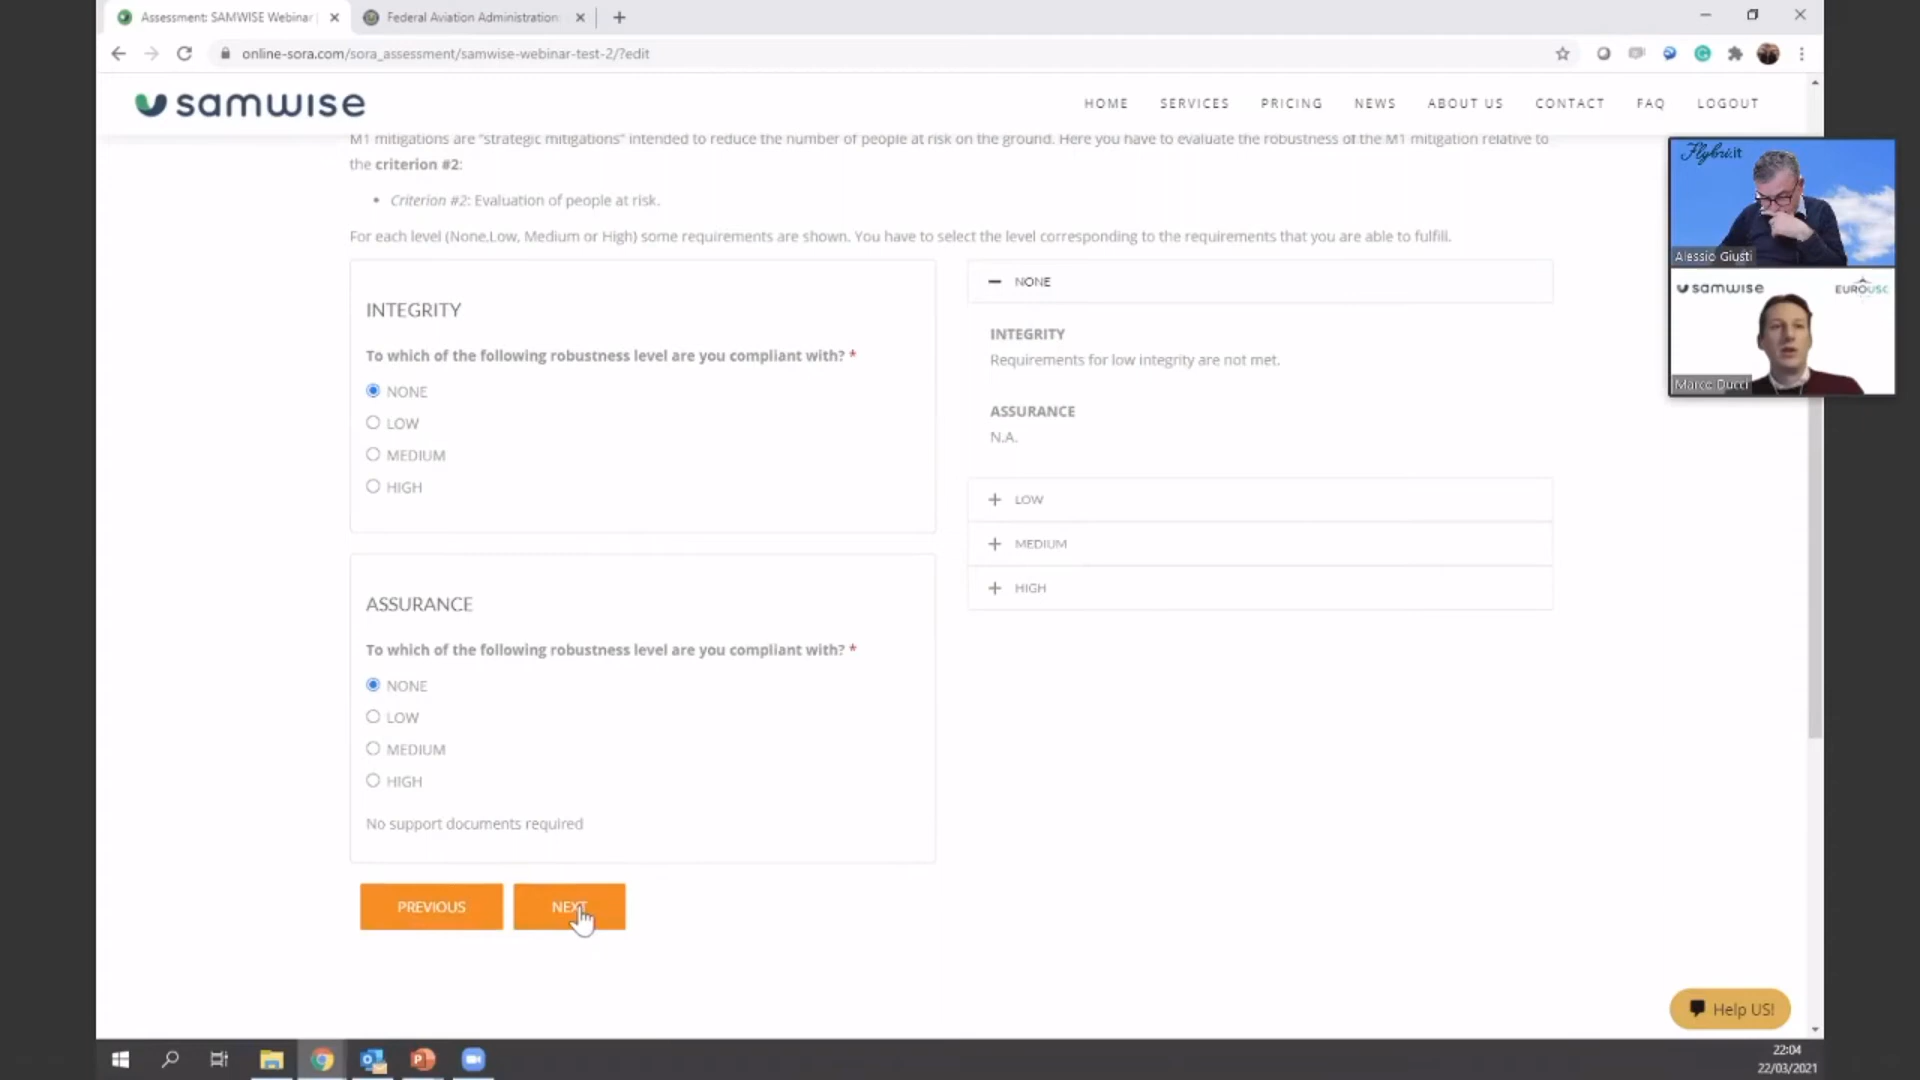 Assessment: SAMWISE Webinar
Federal Aviation Administration
online-sora.com/sora_assessment/samwise-webinar-test-2/?edit
samwise
HOME SERVICES PRICING NEWS ABOUT US CONTACT FAQ LOGOUT
M1 mitigations are "strategic mitigations" intended to reduce the number of people at risk on the ground. Here you have to evaluate the robustness of the M1 mitigation relative to
the criterion #2:
• Criterion #2: Evaluation of people at risk.
For each level (None,Low, Medium or High) some requirements are shown. You have to select the level corresponding to the requirements that you are able to fulfill.
INTEGRITY
To which of the following robustness level are you compliant with? *
NONE
LOW
MEDIUM
HIGH
ASSURANCE
To which of the following robustness level are you compliant with? *
NONE
LOW
MEDIUM
HIGH
No support documents required
PREVIOUS
NEXT
NONE
INTEGRITY
Requirements for low integrity are not met.
ASSURANCE
N.A.
LOW
MEDIUM
HIGH
Flybri.it
Alessio Giusti
samwise
EUROUSC
Marco Ducci
Help US!
22:04
22/03/2021